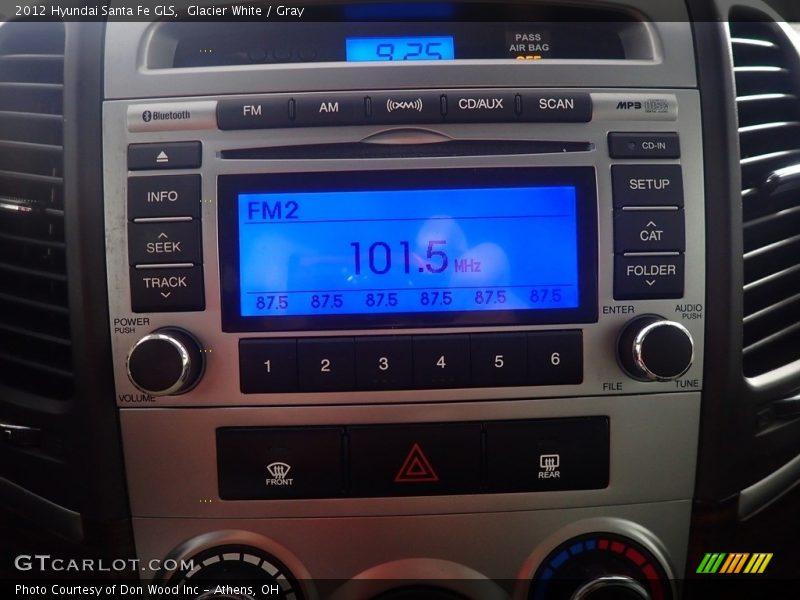 2012 Hyundai Santa Fe GLS,  Glacier White / Gray
9:25
PASS
AIR BAG
OFF
Bluetooth
FM
AM
((XM))
CD/AUX
SCAN
MP3
CD-IN
INFO
SEEK
TRACK
SETUP
CAT
FOLDER
FM2
101.5 MHz
87.5 87.5 87.5 87.5 87.5 87.5
POWER
PUSH
VOLUME
ENTER
AUDIO
PUSH
FILE
TUNE
1 2 3 4 5 6
FRONT
REAR
GTCARLOT.COM
Photo Courtesy of Don Wood Inc - Athens, OH